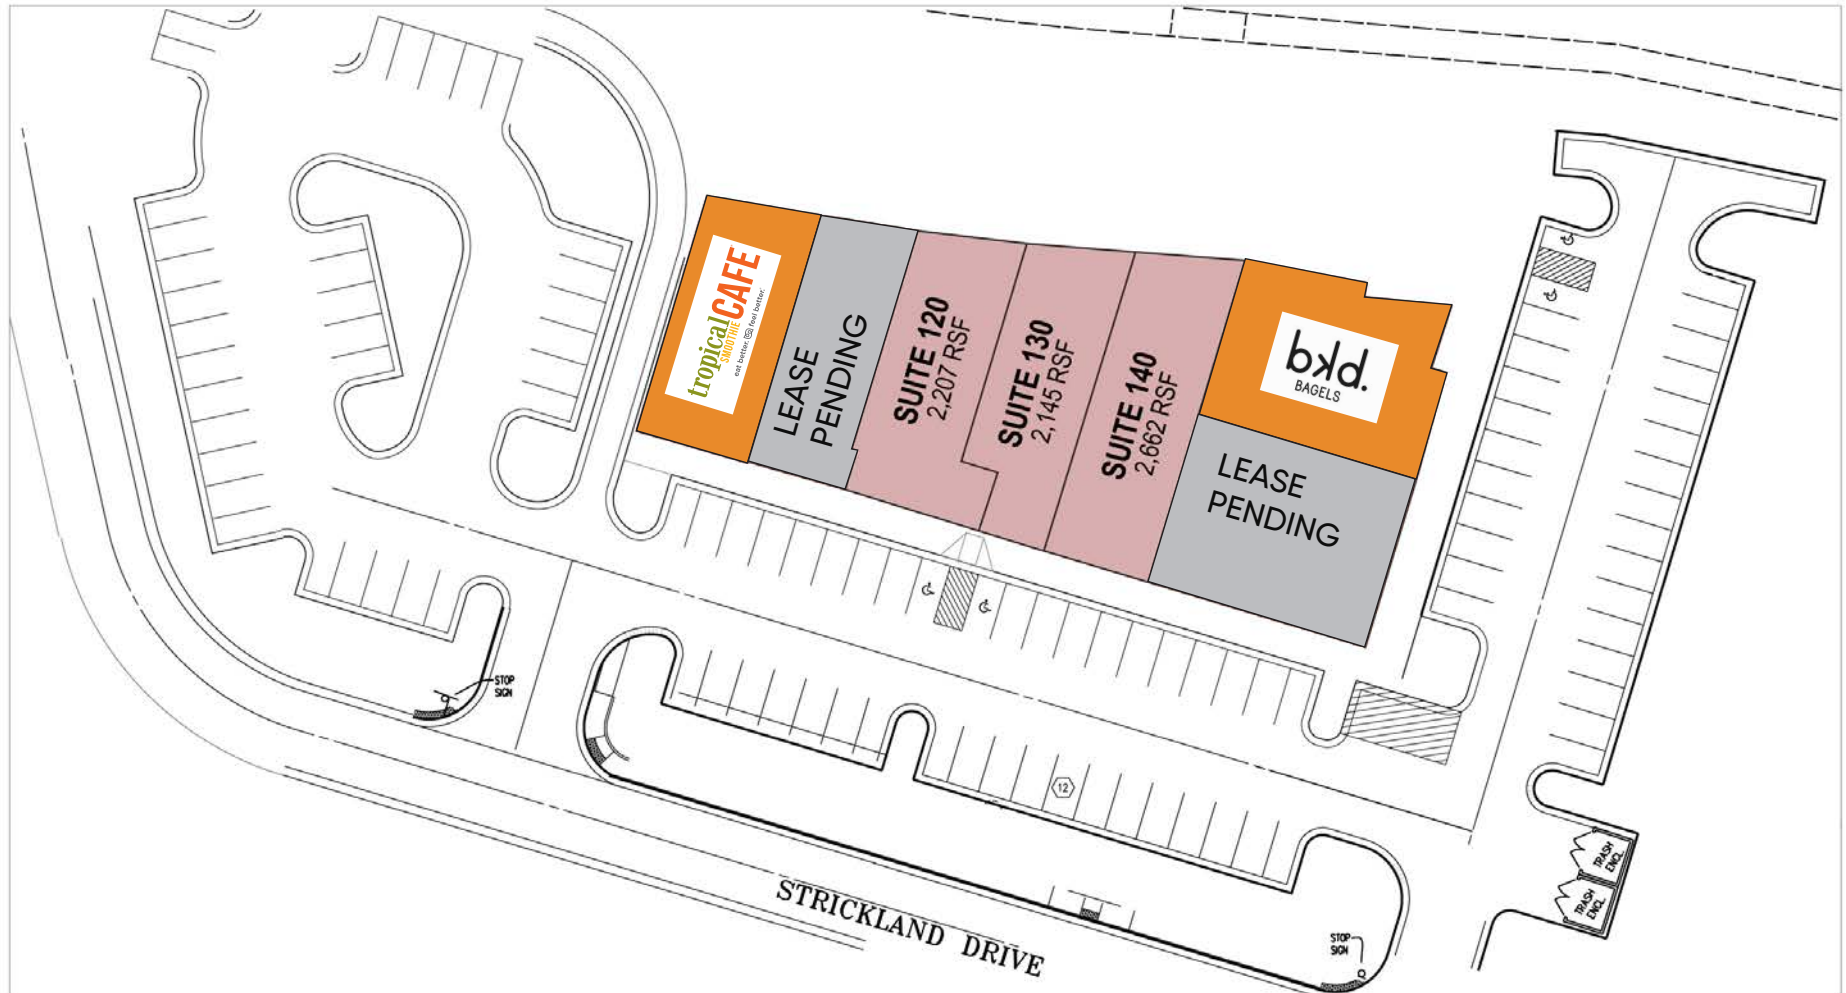 tropical
SMOOTHIE
CAFE
eat better. feel better.
LEASE
PENDING
SUITE 120
2,207 RSF
SUITE 130
2,145 RSF
SUITE 140
2,662 RSF
bkd.
BAGELS
LEASE
PENDING
STOP
SIGN
12
TRASH
ENCL.
TRASH
ENCL.
STRICKLAND DRIVE
STOP
SIGN